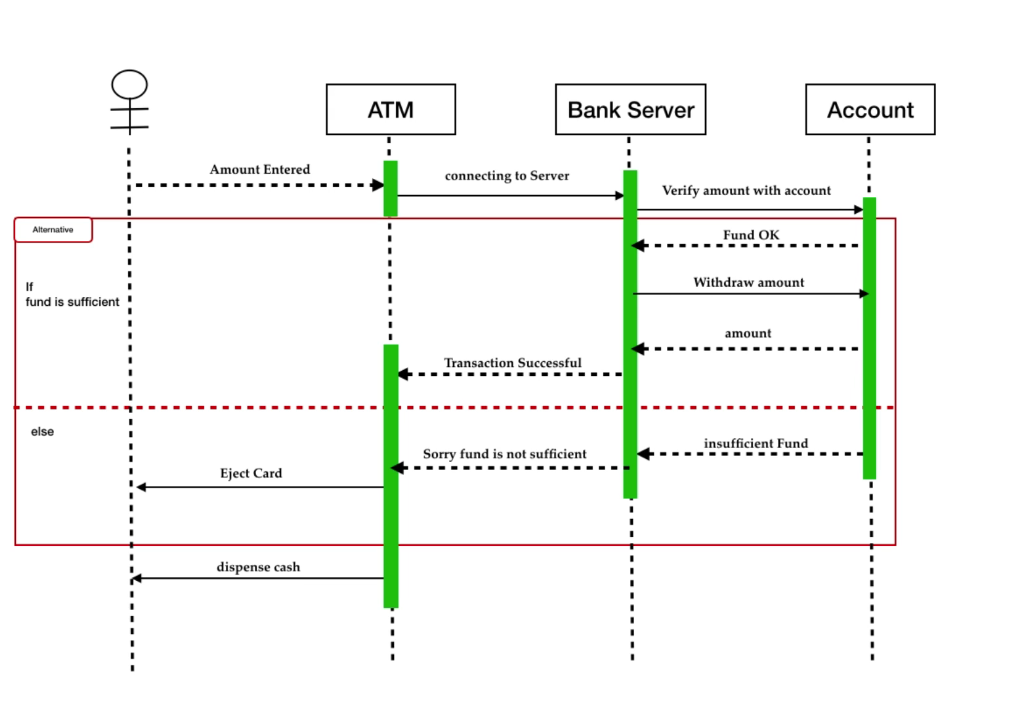 ATM
Bank Server
Account
Amount Entered
connecting to Server
Verify amount with account
Alternative
Fund OK
If
fund is sufficient
Withdraw amount
amount
Transaction Successful
else
insufficient Fund
Sorry fund is not sufficient
Eject Card
dispense cash